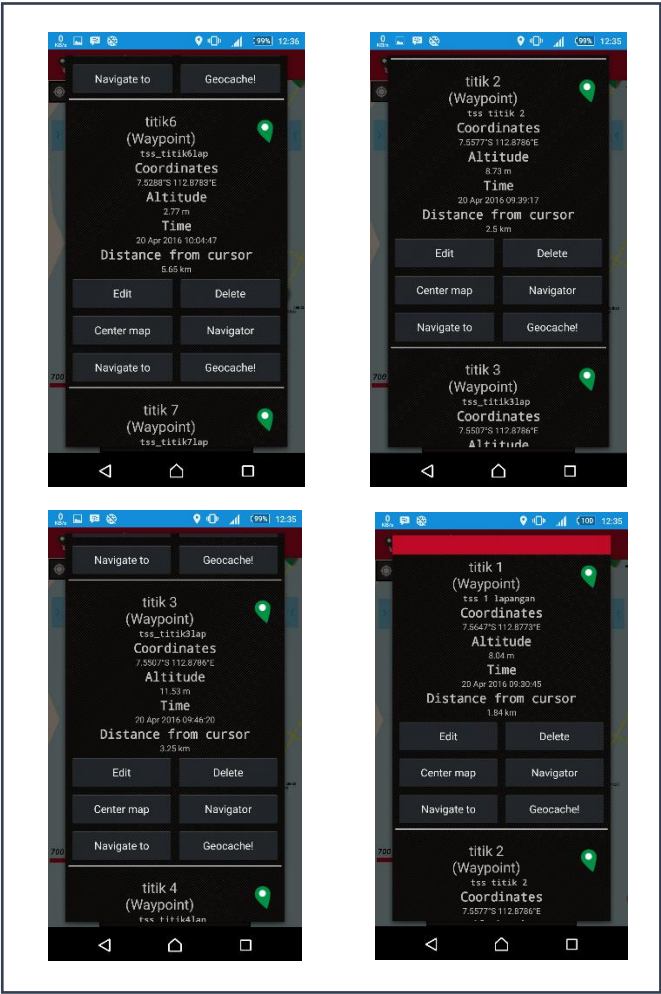 0
KB/s
99%
12:36
Navigate to
Geocache!
titik6
(Waypoint)
tss_titik6lap
Coordinates
7.5288°S 112.8783°E
Altitude
2.77 m
Time
20 Apr 2016 10:04:47
Distance from cursor
5.65 km
Edit
Delete
Center map
Navigator
Navigate to
Geocache!
700
titik 7
(Waypoint)
tss_titik7lap
0
KB/s
99%
12:35
titik 2
(Waypoint)
tss titik 2
Coordinates
7.5577°S 112.8786°E
Altitude
8.73 m
Time
20 Apr 2016 09:39:17
Distance from cursor
2.5 km
Edit
Delete
Center map
Navigator
Navigate to
Geocache!
700
titik 3
(Waypoint)
tss_titik3lap
Coordinates
7.5507°S 112.8786°E
Altitude
0
KB/s
99%
12:35
Navigate to
Geocache!
titik 3
(Waypoint)
tss_titik3lap
Coordinates
7.5507°S 112.8786°E
Altitude
11.53 m
Time
20 Apr 2016 09:46:20
Distance from cursor
3.25 km
Edit
Delete
Center map
Navigator
Navigate to
Geocache!
700
titik 4
(Waypoint)
tss_titik4lap
0
KB/s
100
12:35
titik 1
(Waypoint)
tss 1 lapangan
Coordinates
7.5647°S 112.8773°E
Altitude
8.04 m
Time
20 Apr 2016 09:30:45
Distance from cursor
1.84 km
Edit
Delete
Center map
Navigator
Navigate to
Geocache!
700
titik 2
(Waypoint)
tss titik 2
Coordinates
7.5577°S 112.8786°E